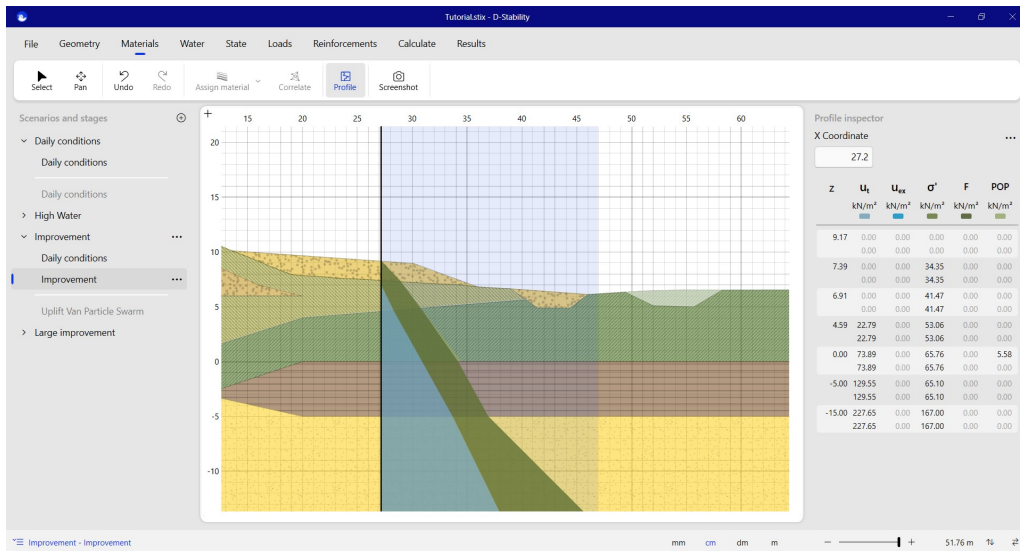 Tutorial.stix - D-Stability
File Geometry Materials Water State Loads Reinforcements Calculate Results
Select Pan Undo Redo Assign material Correlate Profile Screenshot
Scenarios and stages
Daily conditions
Daily conditions
Daily conditions
High Water
Improvement
Daily conditions
Improvement
Uplift Van Particle Swarm
Large improvement
15 20 25 30 35 40 45 50 55 60
20
15
10
5
0
-5
-10
Profile inspector
X Coordinate
27.2
z ut uex σ' F POP
kN/m² kN/m² kN/m² kN/m² kN/m²
9.17 0.00 0.00 0.00 0.00 0.00
0.00 0.00 0.00 0.00 0.00
7.39 0.00 0.00 34.35 0.00 0.00
0.00 0.00 34.35 0.00 0.00
6.91 0.00 0.00 41.47 0.00 0.00
0.00 0.00 41.47 0.00 0.00
4.59 22.79 0.00 53.06 0.00 0.00
22.79 0.00 53.06 0.00 0.00
0.00 73.89 0.00 65.76 0.00 5.58
73.89 0.00 65.76 0.00 0.00
-5.00 129.55 0.00 65.10 0.00 0.00
129.55 0.00 65.10 0.00 0.00
-15.00 227.65 0.00 167.00 0.00 0.00
227.65 0.00 167.00 0.00 0.00
Improvement - Improvement mm cm dm m 51.76 m